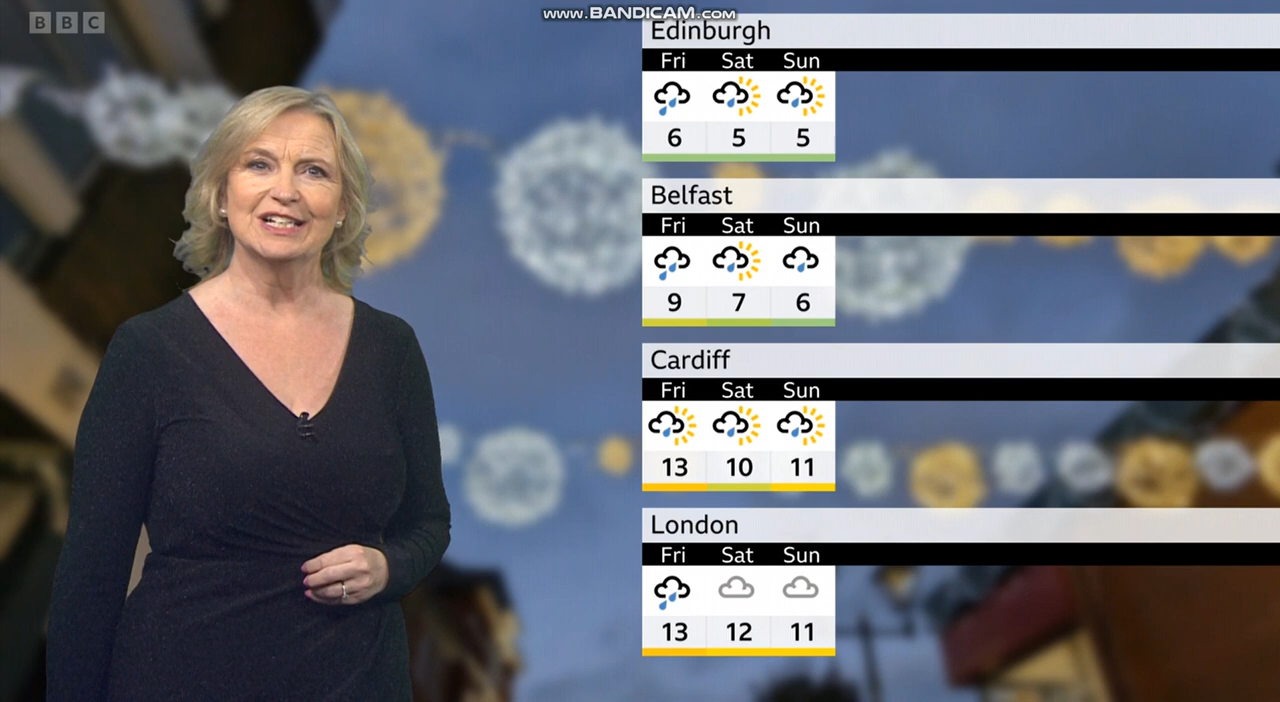 BBC
www.BANDICAM.com
Edinburgh
Fri Sat Sun
6 5 5
Belfast
Fri Sat Sun
9 7 6
Cardiff
Fri Sat Sun
13 10 11
London
Fri Sat Sun
13 12 11